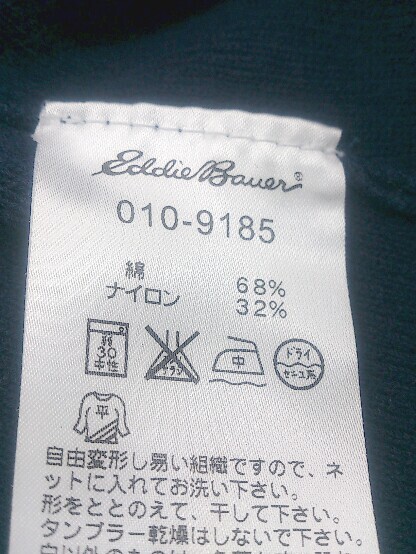 Eddie Bauer®
010-9185
綿 68%
ナイロン 32%
弱 30 中性
中
ドライ
セキユ系
平
自由変形し易い組織ですので、ネ
ットに入れてお洗い下さい。
形をととのえて、干して下さい。
タンブラー乾燥はしないで下さい。